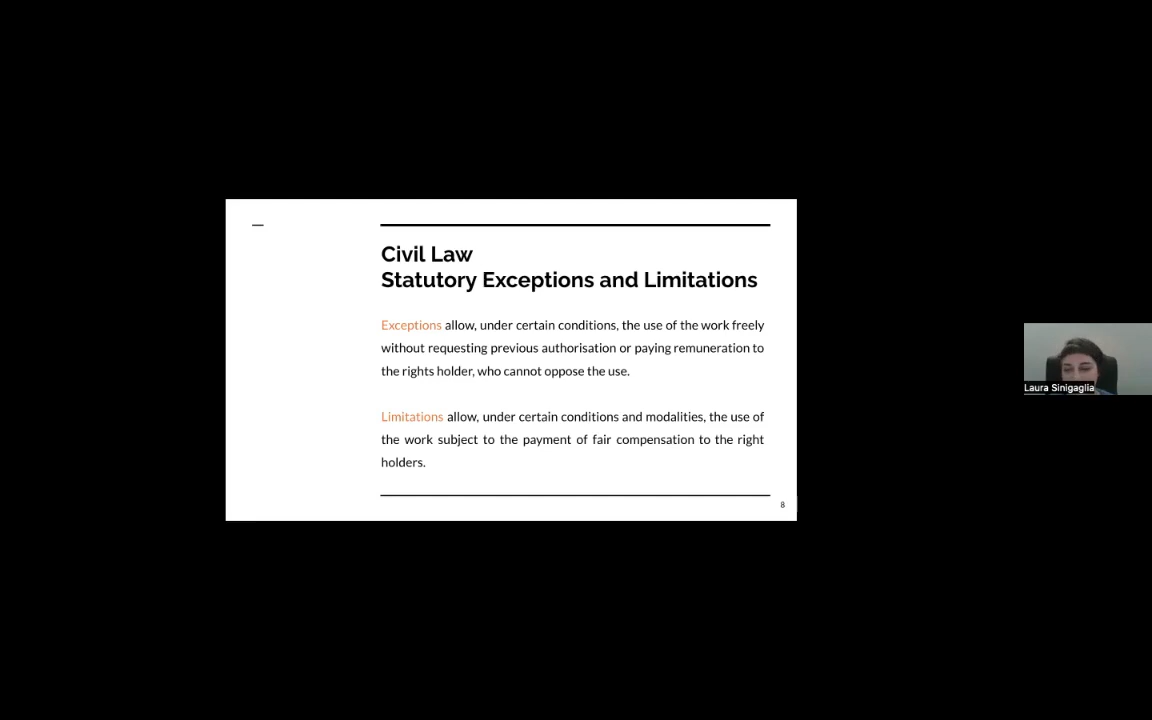 Civil Law
Statutory Exceptions and Limitations
Exceptions allow, under certain conditions, the use of the work freely
without requesting previous authorisation or paying remuneration to
the rights holder, who cannot oppose the use.
Limitations allow, under certain conditions and modalities, the use of
the work subject to the payment of fair compensation to the right
holders.
8
Laura Sinigaglia